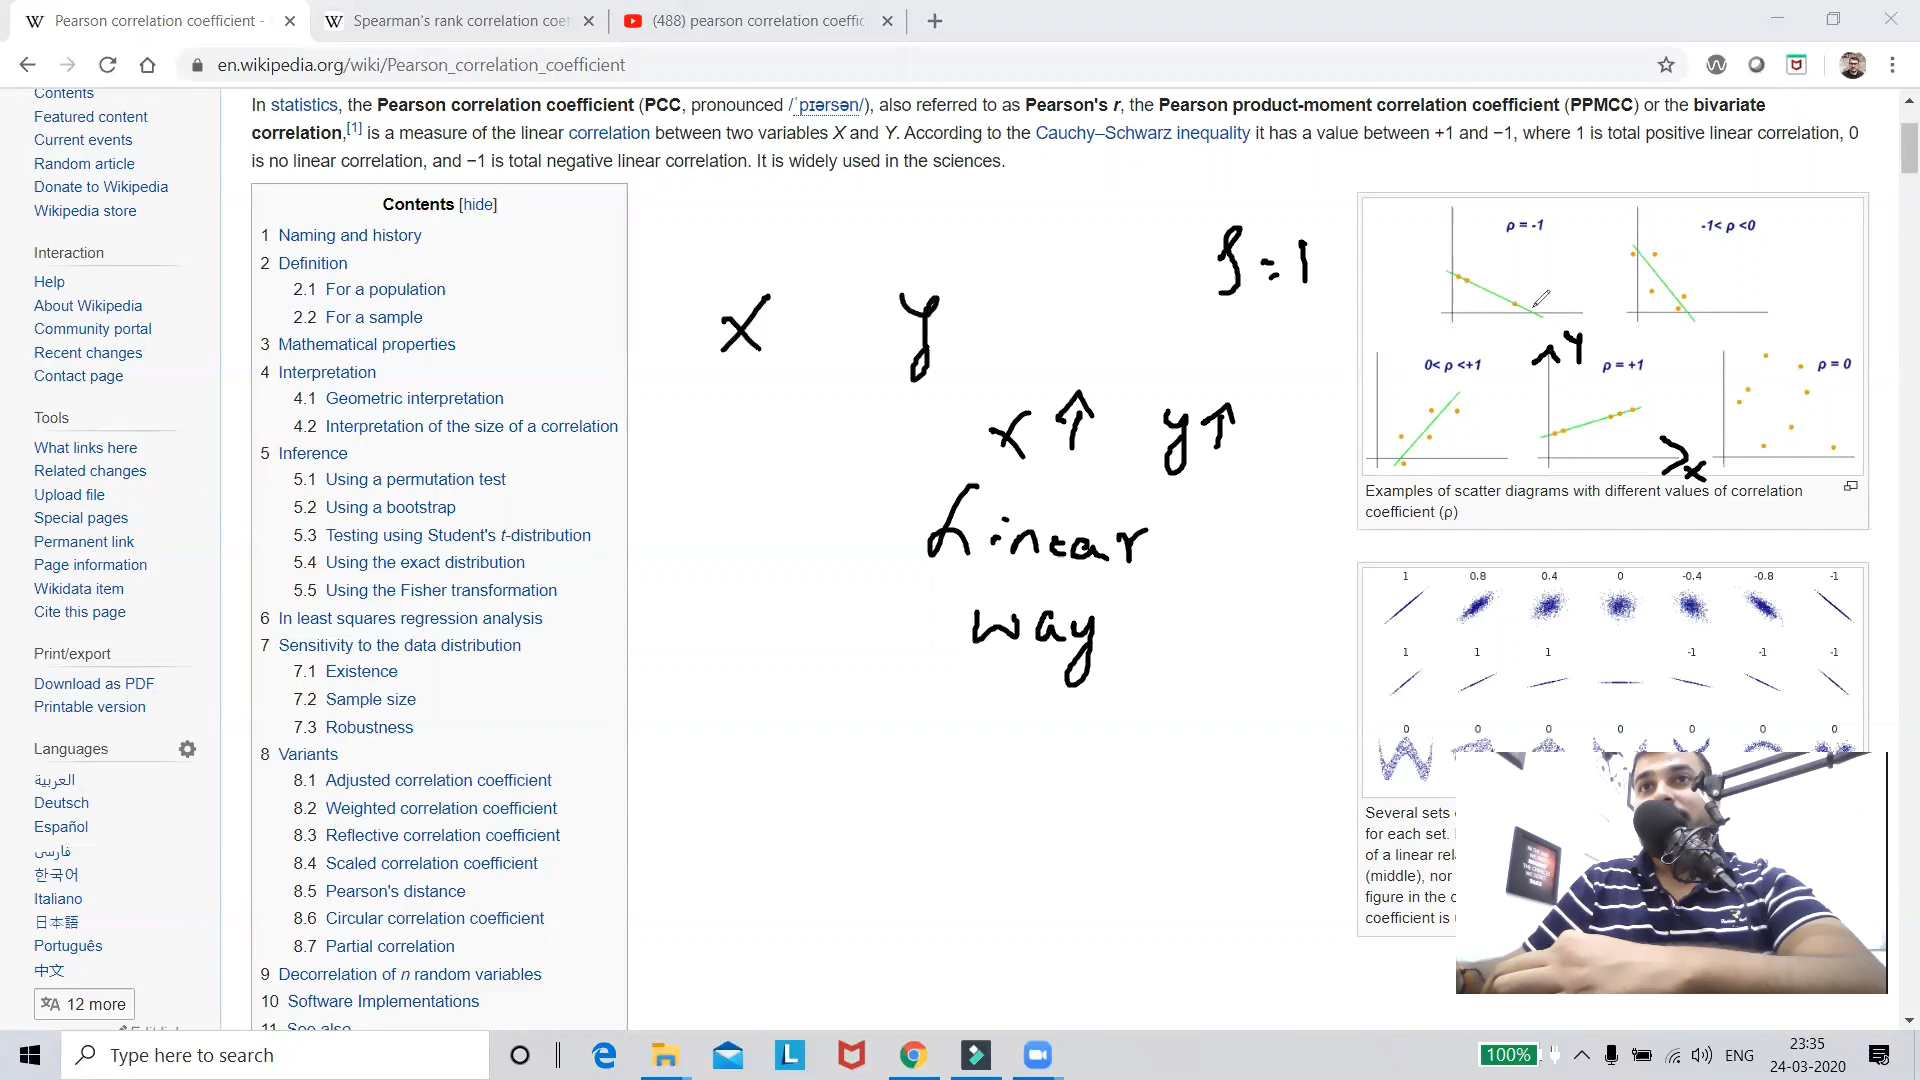 Pearson correlation coefficient -
Spearman's rank correlation coef
(488) pearson correlation coeffic
en.wikipedia.org/wiki/Pearson_correlation_coefficient
Contents
Featured content
Current events
Random article
Donate to Wikipedia
Wikipedia store
Interaction
Help
About Wikipedia
Community portal
Recent changes
Contact page
Tools
What links here
Related changes
Upload file
Special pages
Permanent link
Page information
Wikidata item
Cite this page
Print/export
Download as PDF
Printable version
Languages
العربية
Deutsch
Español
فارسی
한국어
Italiano
日本語
Português
中文
12 more
In statistics, the Pearson correlation coefficient (PCC, pronounced /ˈpɪərsən/), also referred to as Pearson's r, the Pearson product-moment correlation coefficient (PPMCC) or the bivariate
correlation,[1] is a measure of the linear correlation between two variables X and Y. According to the Cauchy–Schwarz inequality it has a value between +1 and −1, where 1 is total positive linear correlation, 0
is no linear correlation, and −1 is total negative linear correlation. It is widely used in the sciences.
Contents [hide]
1 Naming and history
2 Definition
2.1 For a population
2.2 For a sample
3 Mathematical properties
4 Interpretation
4.1 Geometric interpretation
4.2 Interpretation of the size of a correlation
5 Inference
5.1 Using a permutation test
5.2 Using a bootstrap
5.3 Testing using Student's t-distribution
5.4 Using the exact distribution
5.5 Using the Fisher transformation
6 In least squares regression analysis
7 Sensitivity to the data distribution
7.1 Existence
7.2 Sample size
7.3 Robustness
8 Variants
8.1 Adjusted correlation coefficient
8.2 Weighted correlation coefficient
8.3 Reflective correlation coefficient
8.4 Scaled correlation coefficient
8.5 Pearson's distance
8.6 Circular correlation coefficient
8.7 Partial correlation
9 Decorrelation of n random variables
10 Software Implementations
11 See also
ρ = 1
x y
x ↑ y ↑
Linear
way
ρ = -1
-1< ρ <0
y
0< ρ <+1
ρ = +1
ρ = 0
x
Examples of scatter diagrams with different values of correlation
coefficient (ρ)
1 0.8 0.4 0 -0.4 -0.8 -1
1 1 1 -1 -1 -1
0 0 0 0 0 0 0
Several sets
for each set.
of a linear rel
(middle), nor
figure in the c
coefficient is
Type here to search
100%
ENG
23:35
24-03-2020